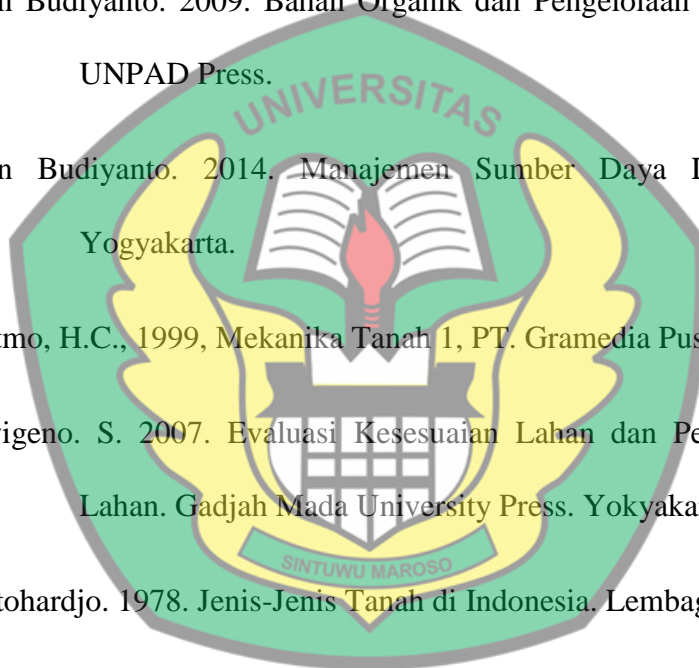 Budiyanto. 2009. Bahan Organik dan Pengelolaan
UNPAD Press.
UNIVERSITAS
n Budiyanto. 2014. Manajemen Sumber Daya
Yogyakarta.
tmo, H.C., 1999, Mekanika Tanah 1, PT. Gramedia Pus
igeno. S. 2007. Evaluasi Kesesuaian Lahan dan Pe
Lahan. Gadjah Mada University Press. Yokyaka
SINTUWU MAROSO
tohardjo. 1978. Jenis-Jenis Tanah di Indonesia. Lembag